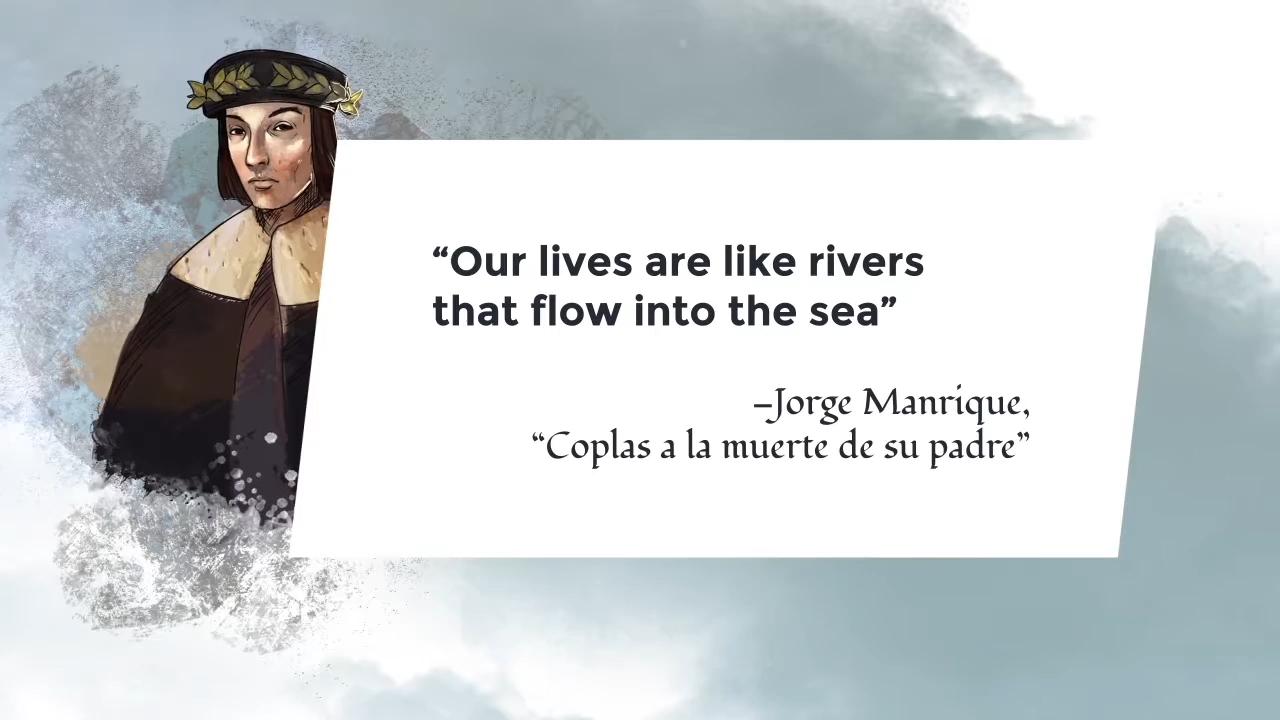 “Our lives are like rivers
that flow into the sea”
–Jorge Manrique,
“Coplas a la muerte de su padre”